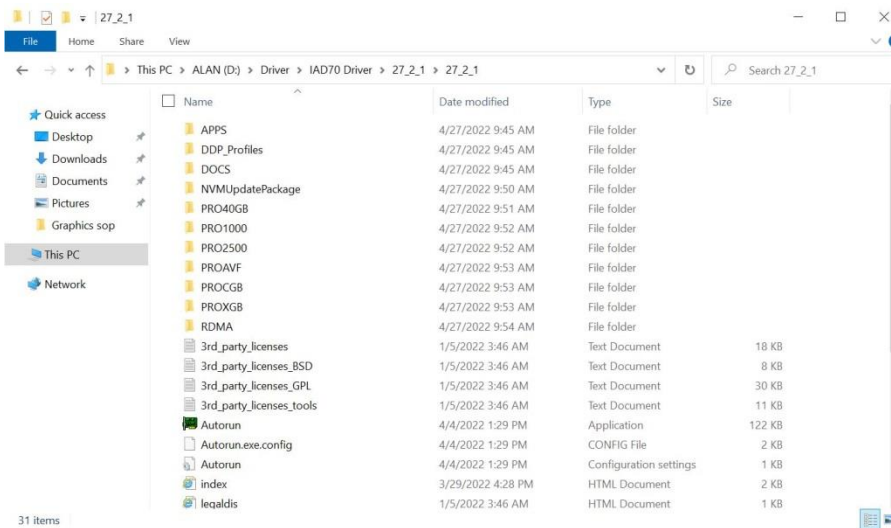 27_2_1
File Home Share View
This PC > ALAN (D:) > Driver > IAD70 Driver > 27_2_1 > 27_2_1 Search 27_2_1
Name Date modified Type Size
Quick access
Desktop
Downloads
Documents
Pictures
Graphics sop
This PC
Network
APPS 4/27/2022 9:45 AM File folder
DDP_Profiles 4/27/2022 9:45 AM File folder
DOCS 4/27/2022 9:45 AM File folder
NVMUpdatePackage 4/27/2022 9:50 AM File folder
PRO40GB 4/27/2022 9:51 AM File folder
PRO1000 4/27/2022 9:52 AM File folder
PRO2500 4/27/2022 9:52 AM File folder
PROAVF 4/27/2022 9:53 AM File folder
PROCGB 4/27/2022 9:53 AM File folder
PROXGB 4/27/2022 9:53 AM File folder
RDMA 4/27/2022 9:54 AM File folder
3rd_party_licenses 1/5/2022 3:46 AM Text Document 18 KB
3rd_party_licenses_BSD 1/5/2022 3:46 AM Text Document 8 KB
3rd_party_licenses_GPL 1/5/2022 3:46 AM Text Document 30 KB
3rd_party_licenses_tools 1/5/2022 3:46 AM Text Document 11 KB
Autorun 4/4/2022 1:29 PM Application 122 KB
Autorun.exe.config 4/4/2022 1:29 PM CONFIG File 2 KB
Autorun 4/4/2022 1:29 PM Configuration settings 1 KB
index 3/29/2022 4:28 PM HTML Document 2 KB
legaldis 1/5/2022 3:46 AM HTML Document 1 KB
31 items